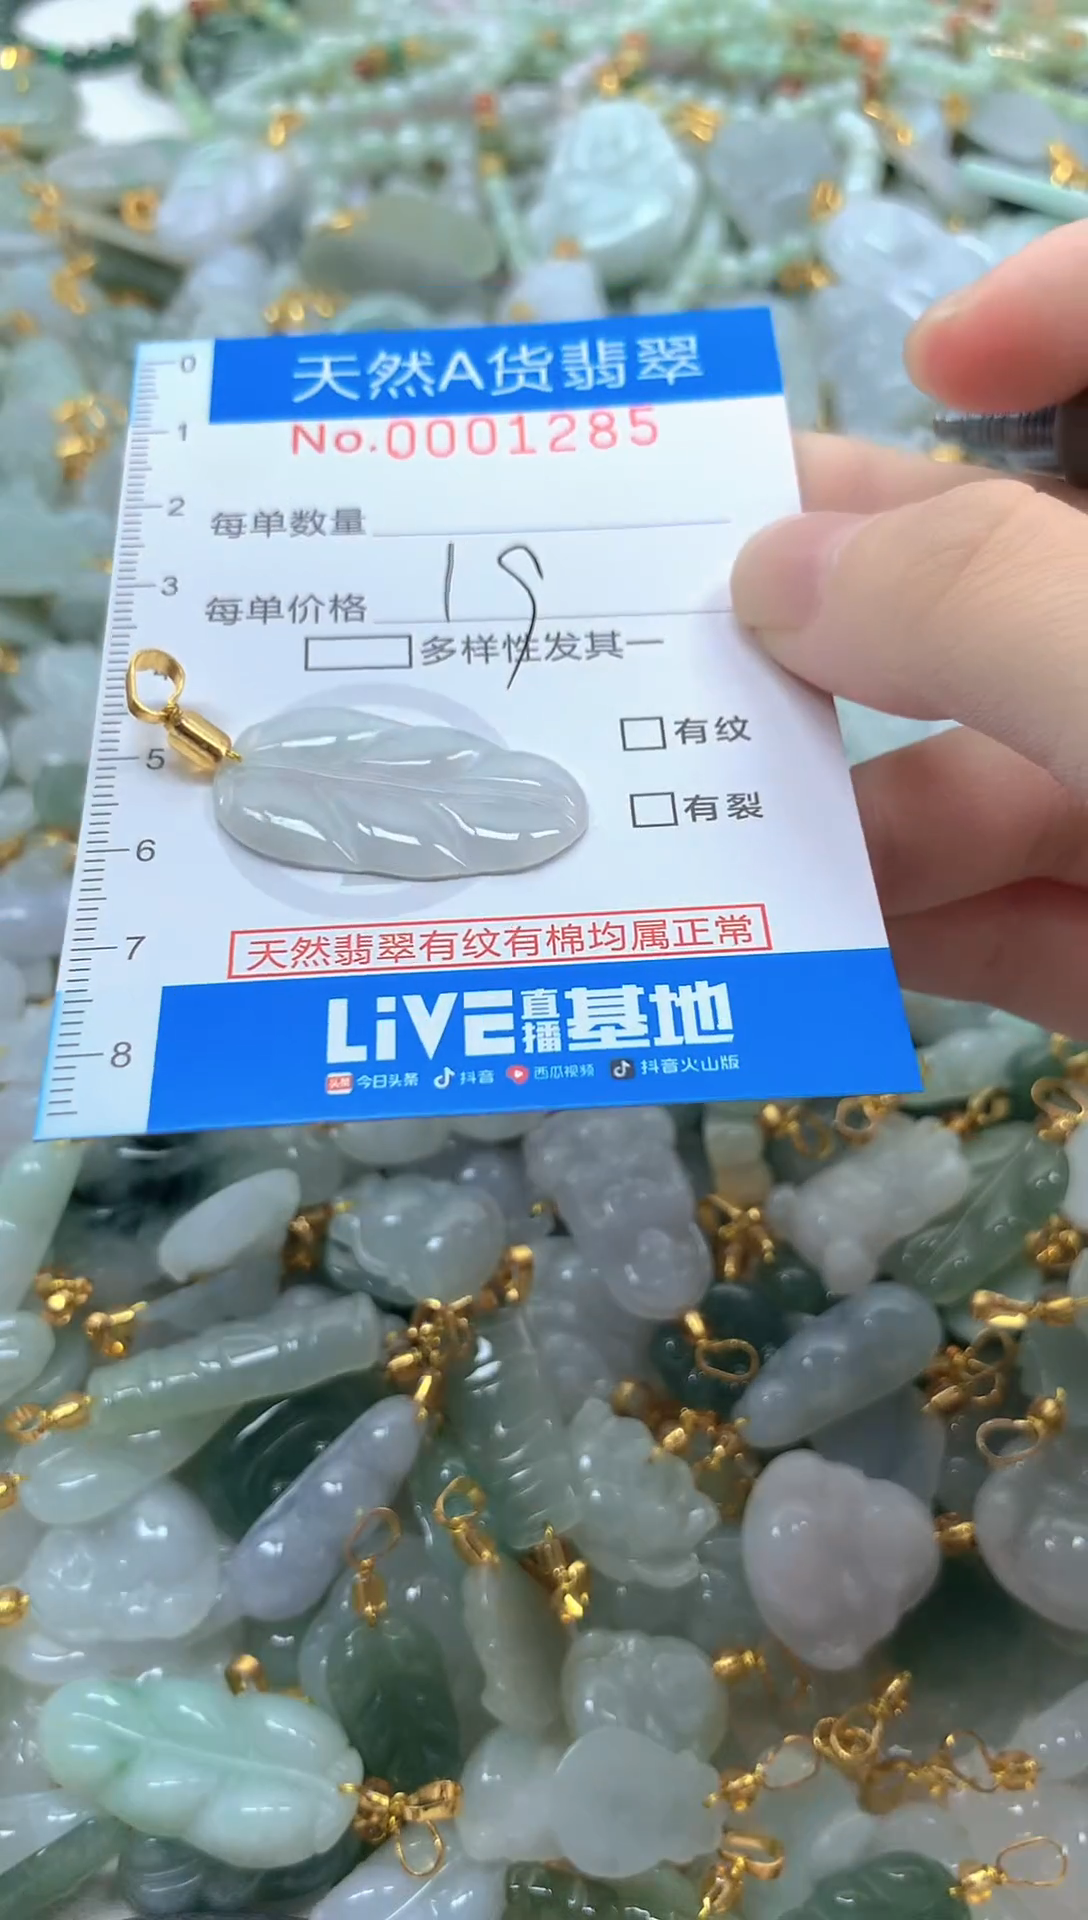 天然A货翡翠
No.0001285
每单数量
每单价格 19
多样性发其一
有纹
有裂
天然翡翠有纹有棉均属正常
LiVE直播基地
头条 今日头条 抖音 西瓜视频 抖音火山版
0
1
2
3
5
6
7
8